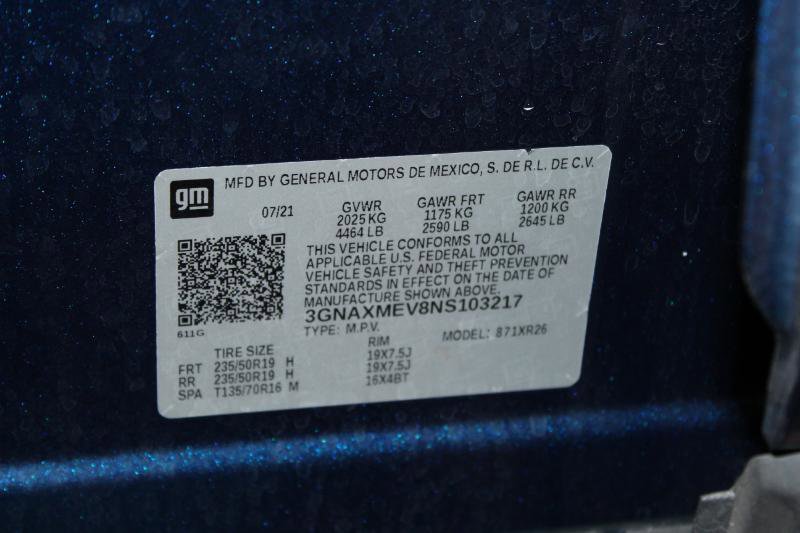 gm MFD BY GENERAL MOTORS DE MEXICO, S. DE R.L. DE C.V.
07/21 GVWR GAWR FRT GAWR RR
2025 KG 1175 KG 1200 KG
4464 LB 2590 LB 2645 LB
THIS VEHICLE CONFORMS TO ALL
APPLICABLE U.S. FEDERAL MOTOR
VEHICLE SAFETY AND THEFT PREVENTION
STANDARDS IN EFFECT ON THE DATE OF
MANUFACTURE SHOWN ABOVE.
3GNAXMEV8NS103217
611G TYPE: M.P.V. MODEL: 871XR26
TIRE SIZE RIM
FRT 235/50R19 H 19X7.5J
RR 235/50R19 H 19X7.5J
SPA T135/70R16 M 16X4BT